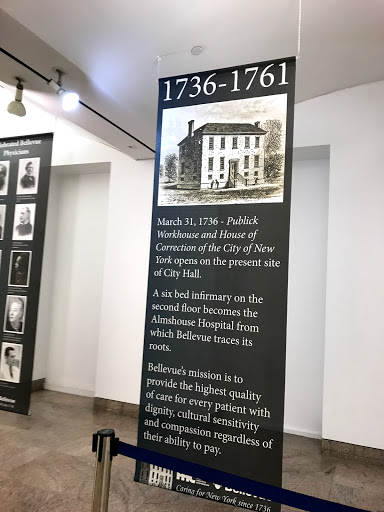 1736-1761
March 31, 1736 - Publick
Workhouse and House of
Correction of the City of New
York opens on the present site
of City Hall.
A six bed infirmary on the
second floor becomes the
Almshouse Hospital from
which Bellevue traces its
roots.
Bellevue's mission is to
provide the highest quality
of care for every patient with
dignity, cultural sensitivity
and compassion regardless of
their ability to pay.
Caring for New York since 1736
Bellevue
Physicians